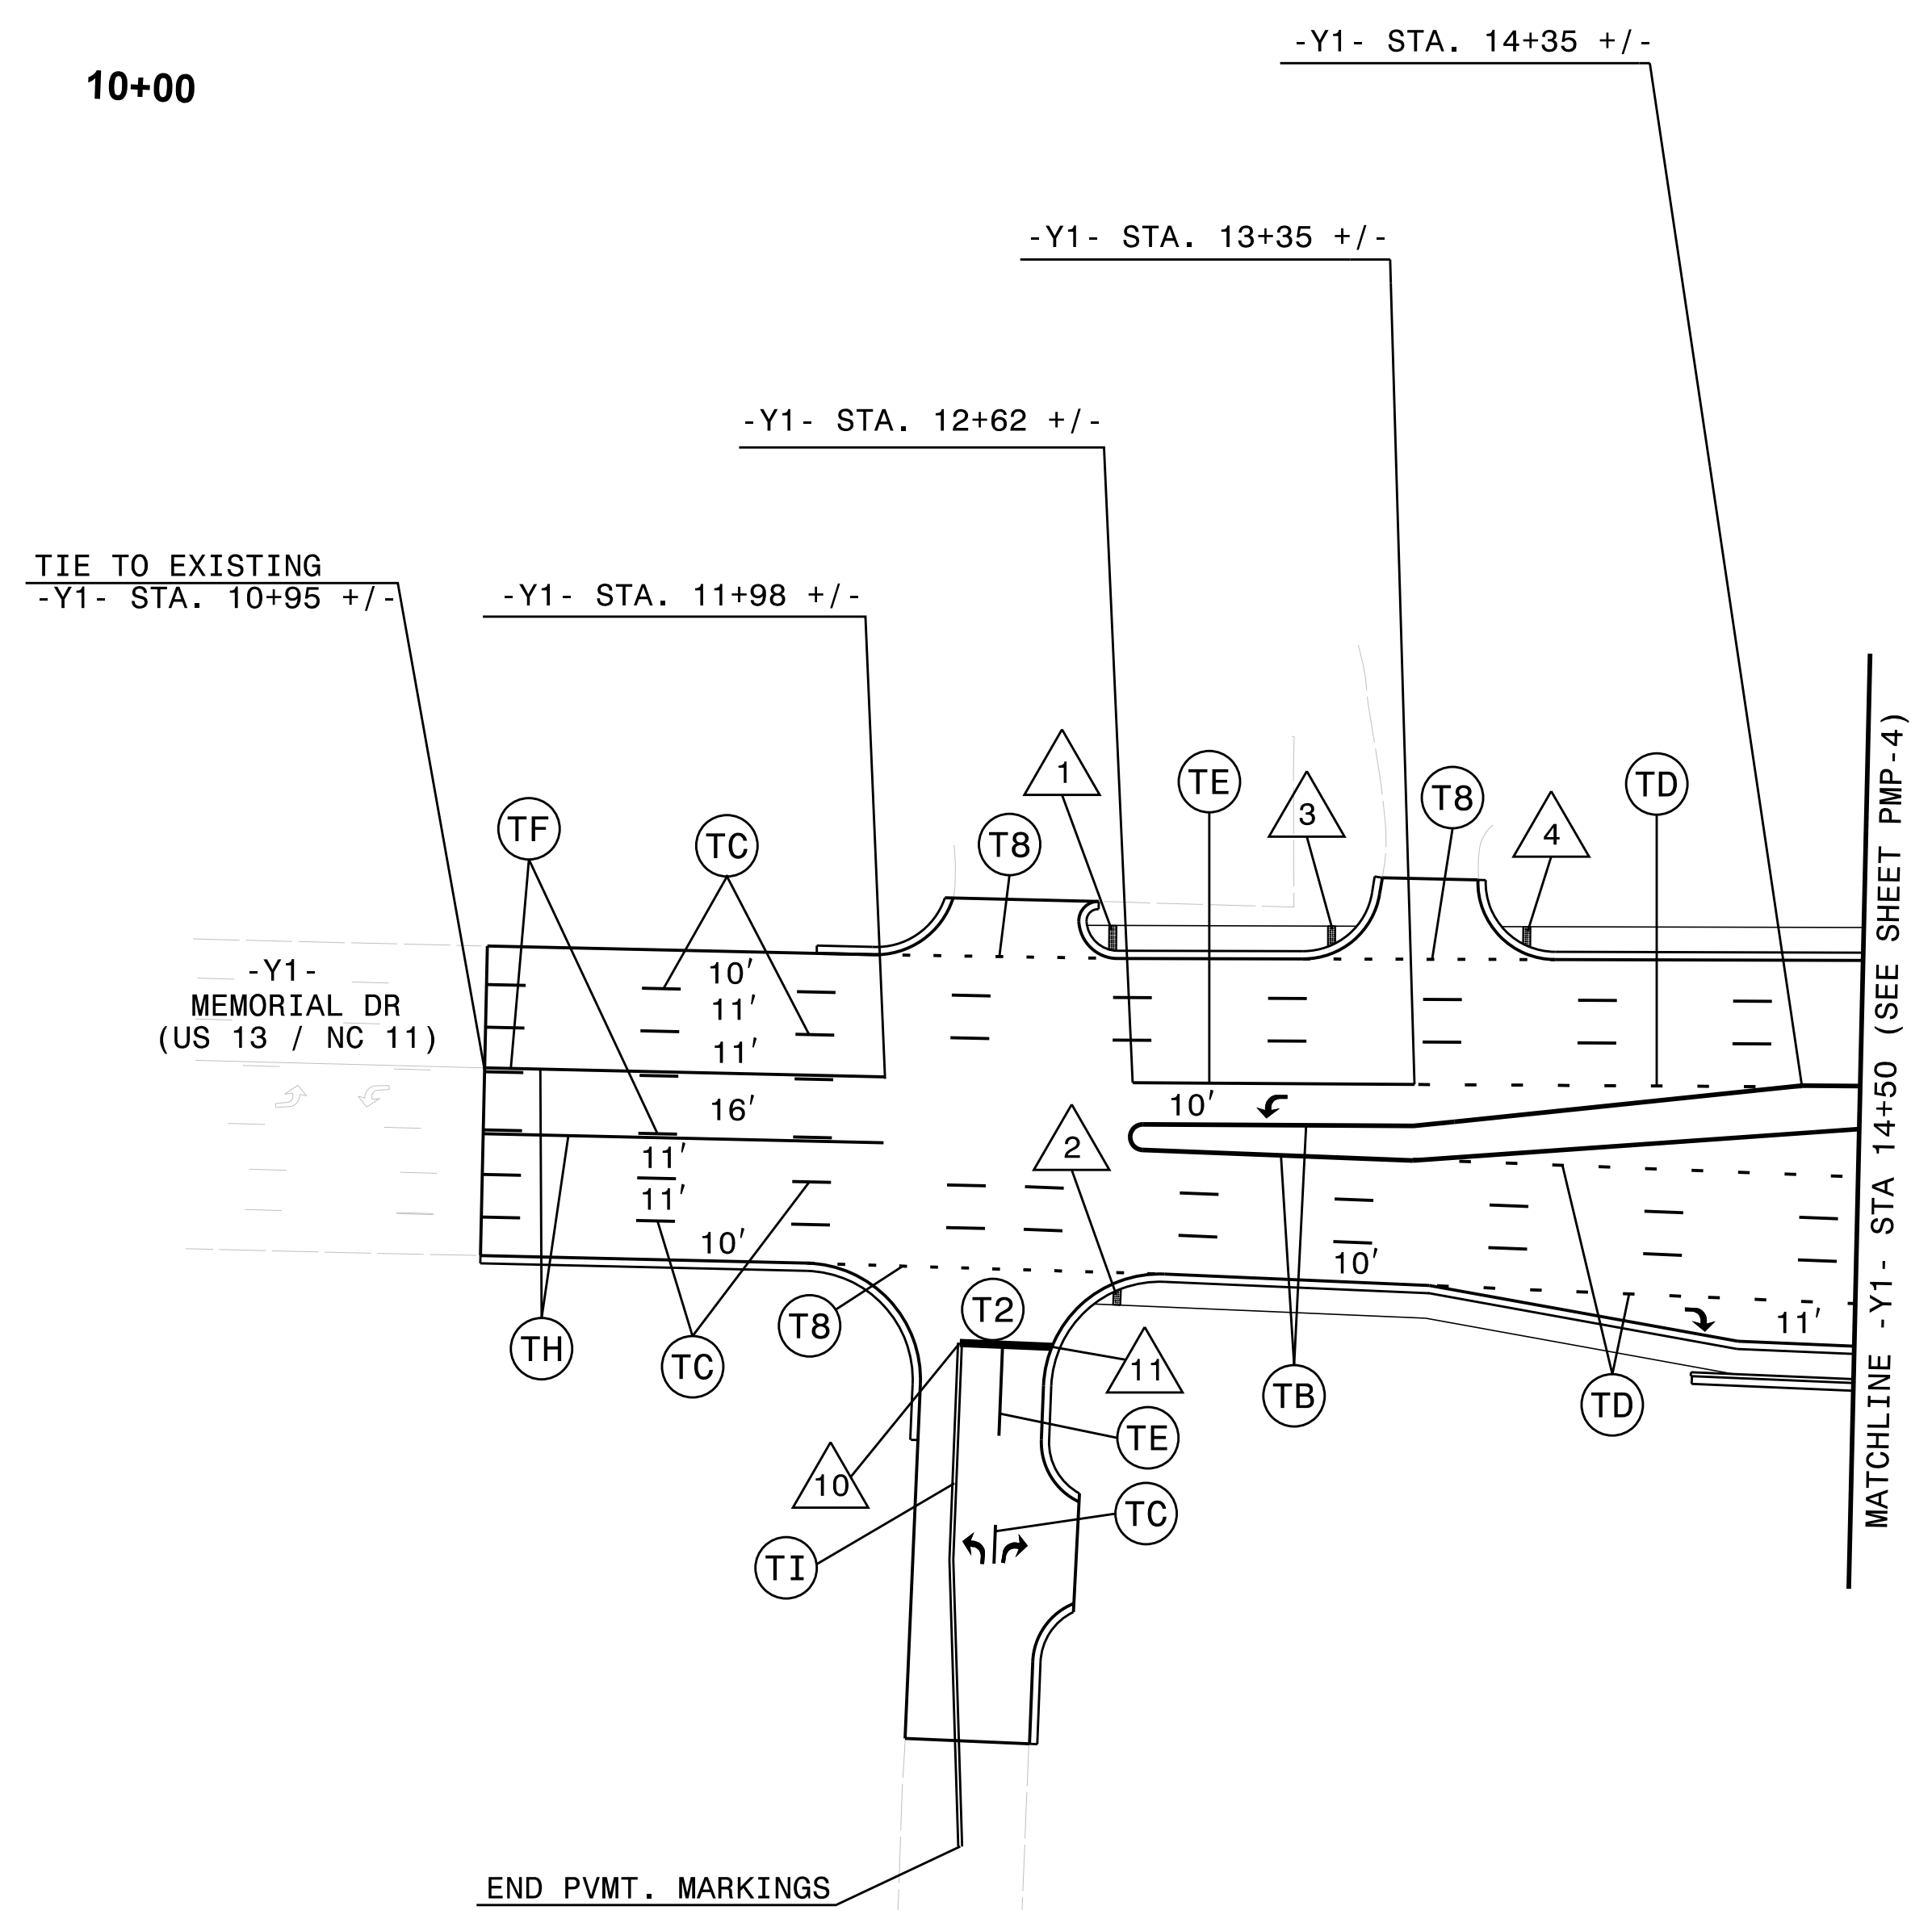 -Y1- STA. 14+35 +/-
10+00
-Y1- STA. 13+35 +/-
-Y1- STA. 12+62 +/-
TIE TO EXISTING
-Y1- STA. 10+95 +/-
-Y1- STA. 11+98 +/-
1
TE
3
T8
TD
4
TF
TC
T8
-Y1-
MEMORIAL DR
(US 13 / NC 11)
10'
11'
11'
16'
10'
2
11'
11'
10'
10'
11'
T2
T8
TH
TC
11
TB
TD
TE
10
TC
TI
END PVMT. MARKINGS
MATCHLINE -Y1- STA 14+50 (SEE SHEET PMP-4)